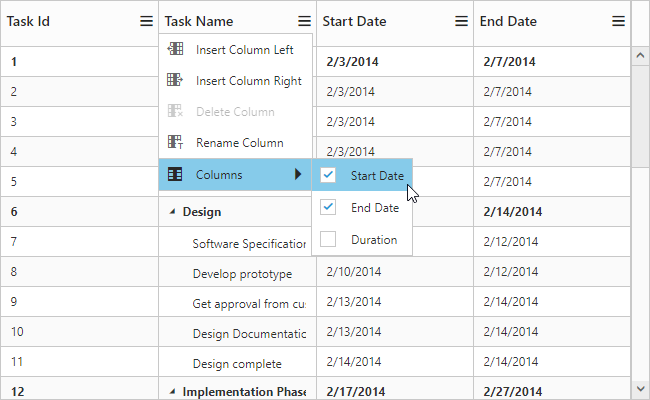 Task Id Task Name Start Date End Date
Insert Column Left
1 2/3/2014 2/7/2014
Insert Column Right
2 2/3/2014 2/7/2014
Delete Column
3 2/3/2014 2/7/2014
Rename Column
4 2/3/2014 2/7/2014
Columns Start Date
5 2/7/2014
End Date
6 Design 2/14/2014
Duration
7 Software Specification 2/12/2014
8 Develop prototype 2/10/2014 2/12/2014
9 Get approval from cus 2/13/2014 2/14/2014
10 Design Documentatic 2/13/2014 2/14/2014
11 Design complete 2/14/2014 2/14/2014
12 Implementation Phase 2/17/2014 2/27/2014